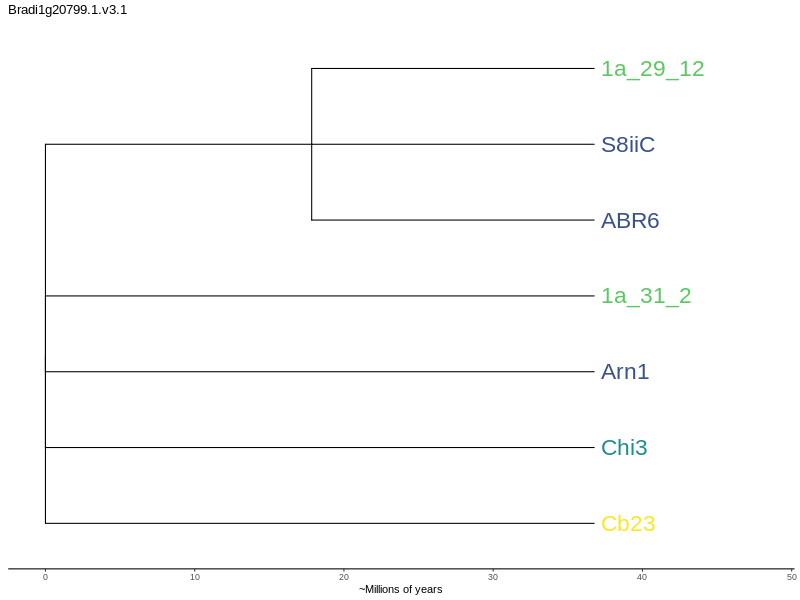 Bradi1g20799.1.v3.1
1a_29_12
S8iiC
ABR6
1a_31_2
Arn1
Chi3
Cb23
0 10 20 30 40 50
~Millions of years